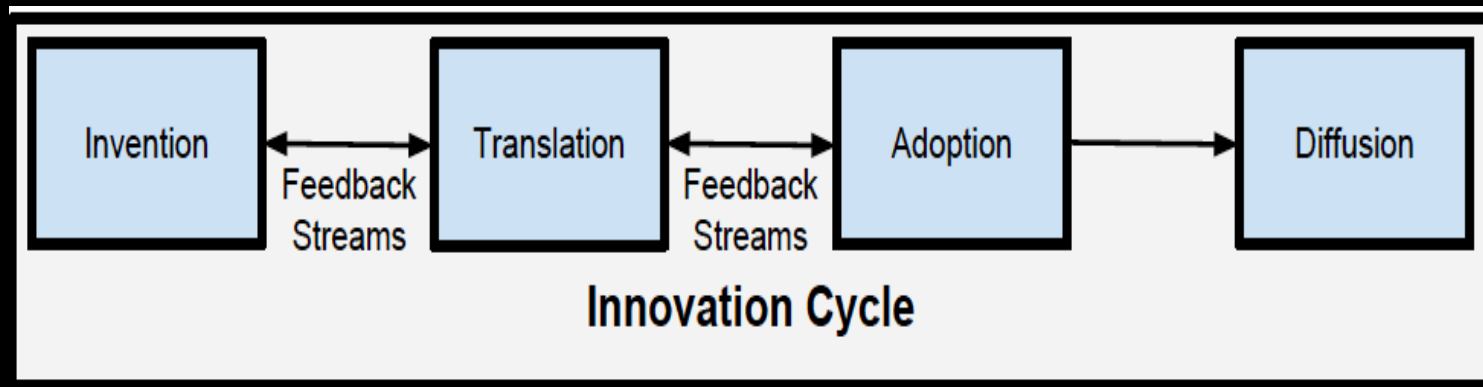 Invention
Translation
Adoption
Diffusion
Feedback
Streams
Feedback
Streams
Innovation Cycle